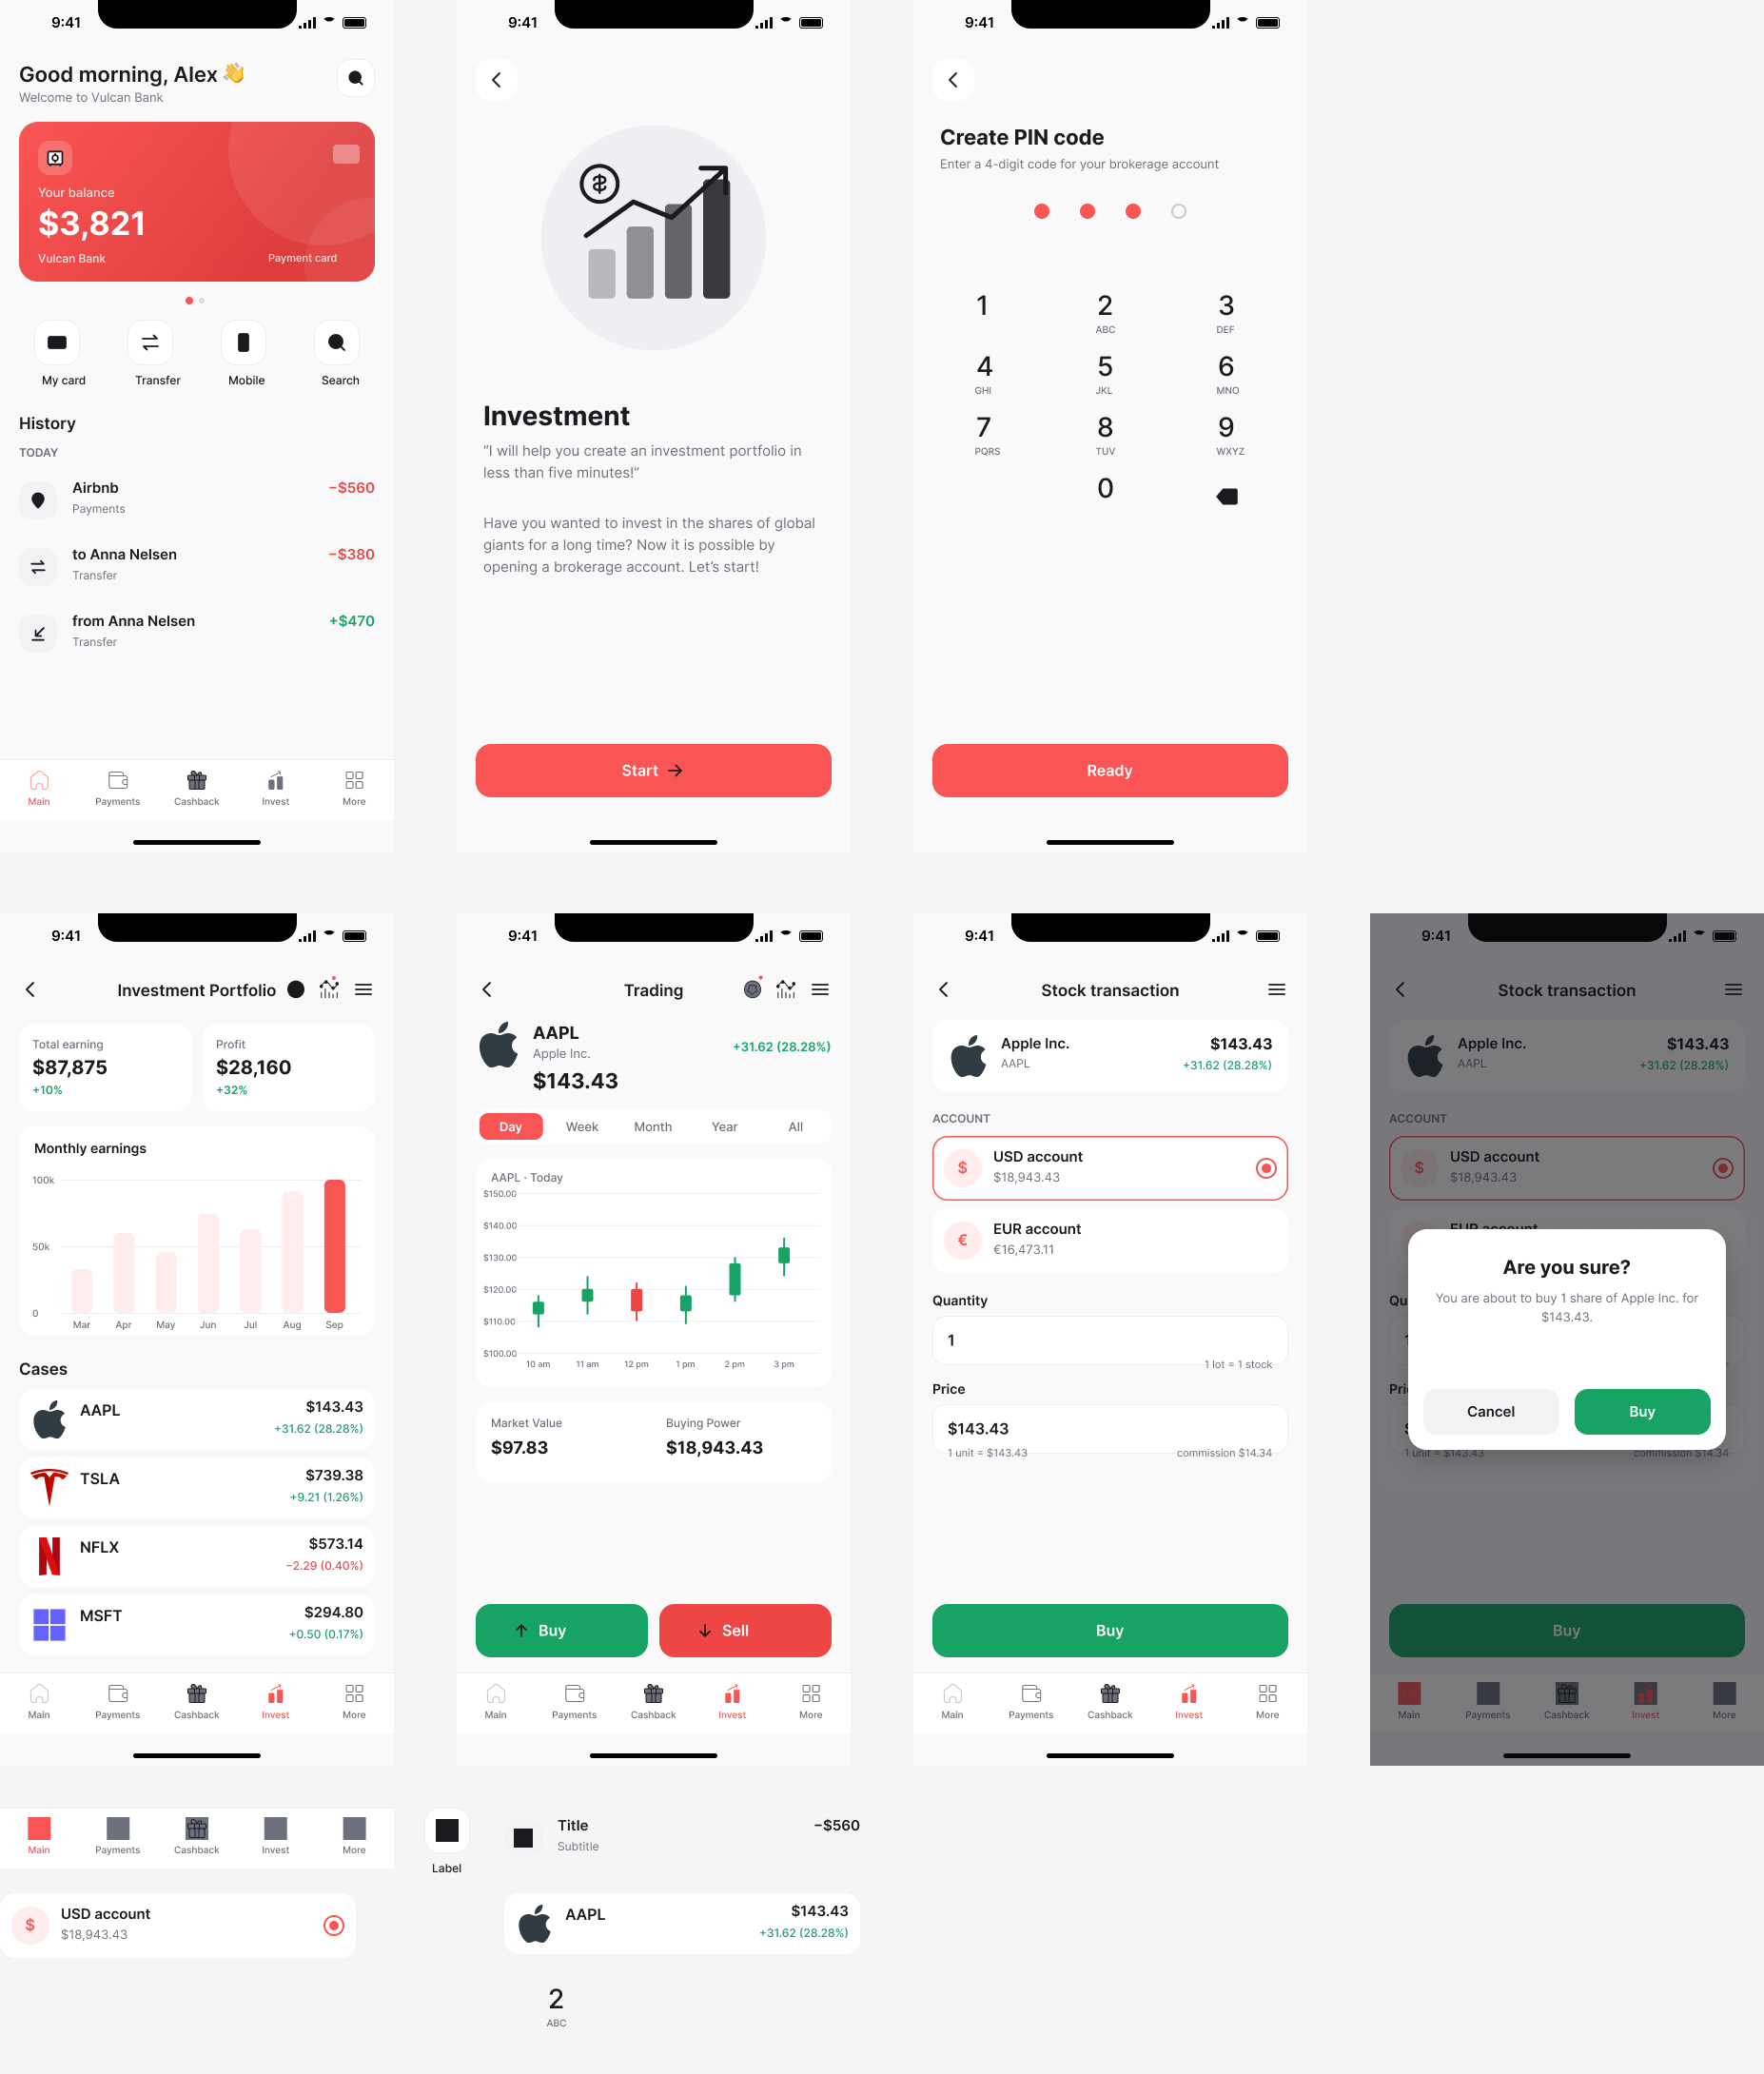 9:41
Good morning, Alex 👋
Welcome to Vulcan Bank
Your balance
$3,821
Vulcan Bank
Payment card
My card
Transfer
Mobile
Search
History
TODAY
Airbnb
−$560
Payments
to Anna Nelsen
−$380
Transfer
from Anna Nelsen
+$470
Transfer
Main
Payments
Cashback
Invest
More
9:41
Investment
“I will help you create an investment portfolio in
less than five minutes!”
Have you wanted to invest in the shares of global
giants for a long time? Now it is possible by
opening a brokerage account. Let’s start!
Start
9:41
Create PIN code
Enter a 4-digit code for your brokerage account
1
2
3
ABC
DEF
4
5
6
GHI
JKL
MNO
7
8
9
PQRS
TUV
WXYZ
0
Ready
9:41
Investment Portfolio
Total earning
$87,875
+10%
Profit
$28,160
+32%
Monthly earnings
100k
50k
0
Mar
Apr
May
Jun
Jul
Aug
Sep
Cases
AAPL
$143.43
+31.62 (28.28%)
TSLA
$739.38
+9.21 (1.26%)
NFLX
$573.14
−2.29 (0.40%)
MSFT
$294.80
+0.50 (0.17%)
Main
Payments
Cashback
Invest
More
9:41
Trading
AAPL
Apple Inc.
+31.62 (28.28%)
$143.43
Day
Week
Month
Year
All
AAPL · Today
$150.00
$140.00
$130.00
$120.00
$110.00
$100.00
10 am
11 am
12 pm
1 pm
2 pm
3 pm
Market Value
$97.83
Buying Power
$18,943.43
Buy
Sell
Main
Payments
Cashback
Invest
More
9:41
Stock transaction
Apple Inc.
$143.43
AAPL
+31.62 (28.28%)
ACCOUNT
$
USD account
$18,943.43
€
EUR account
€16,473.11
Quantity
1
1 lot = 1 stock
Price
$143.43
1 unit = $143.43
commission $14.34
Buy
Main
Payments
Cashback
Invest
More
9:41
Stock transaction
Apple Inc.
$143.43
AAPL
+31.62 (28.28%)
ACCOUNT
$
USD account
$18,943.43
EUR account
Are you sure?
You are about to buy 1 share of Apple Inc. for
$143.43.
Cancel
Buy
1 unit = $143.43
commission $14.34
Buy
Main
Payments
Cashback
Invest
More
Main
Payments
Cashback
Invest
More
Label
Title
−$560
Subtitle
$
USD account
$18,943.43
AAPL
$143.43
+31.62 (28.28%)
2
ABC